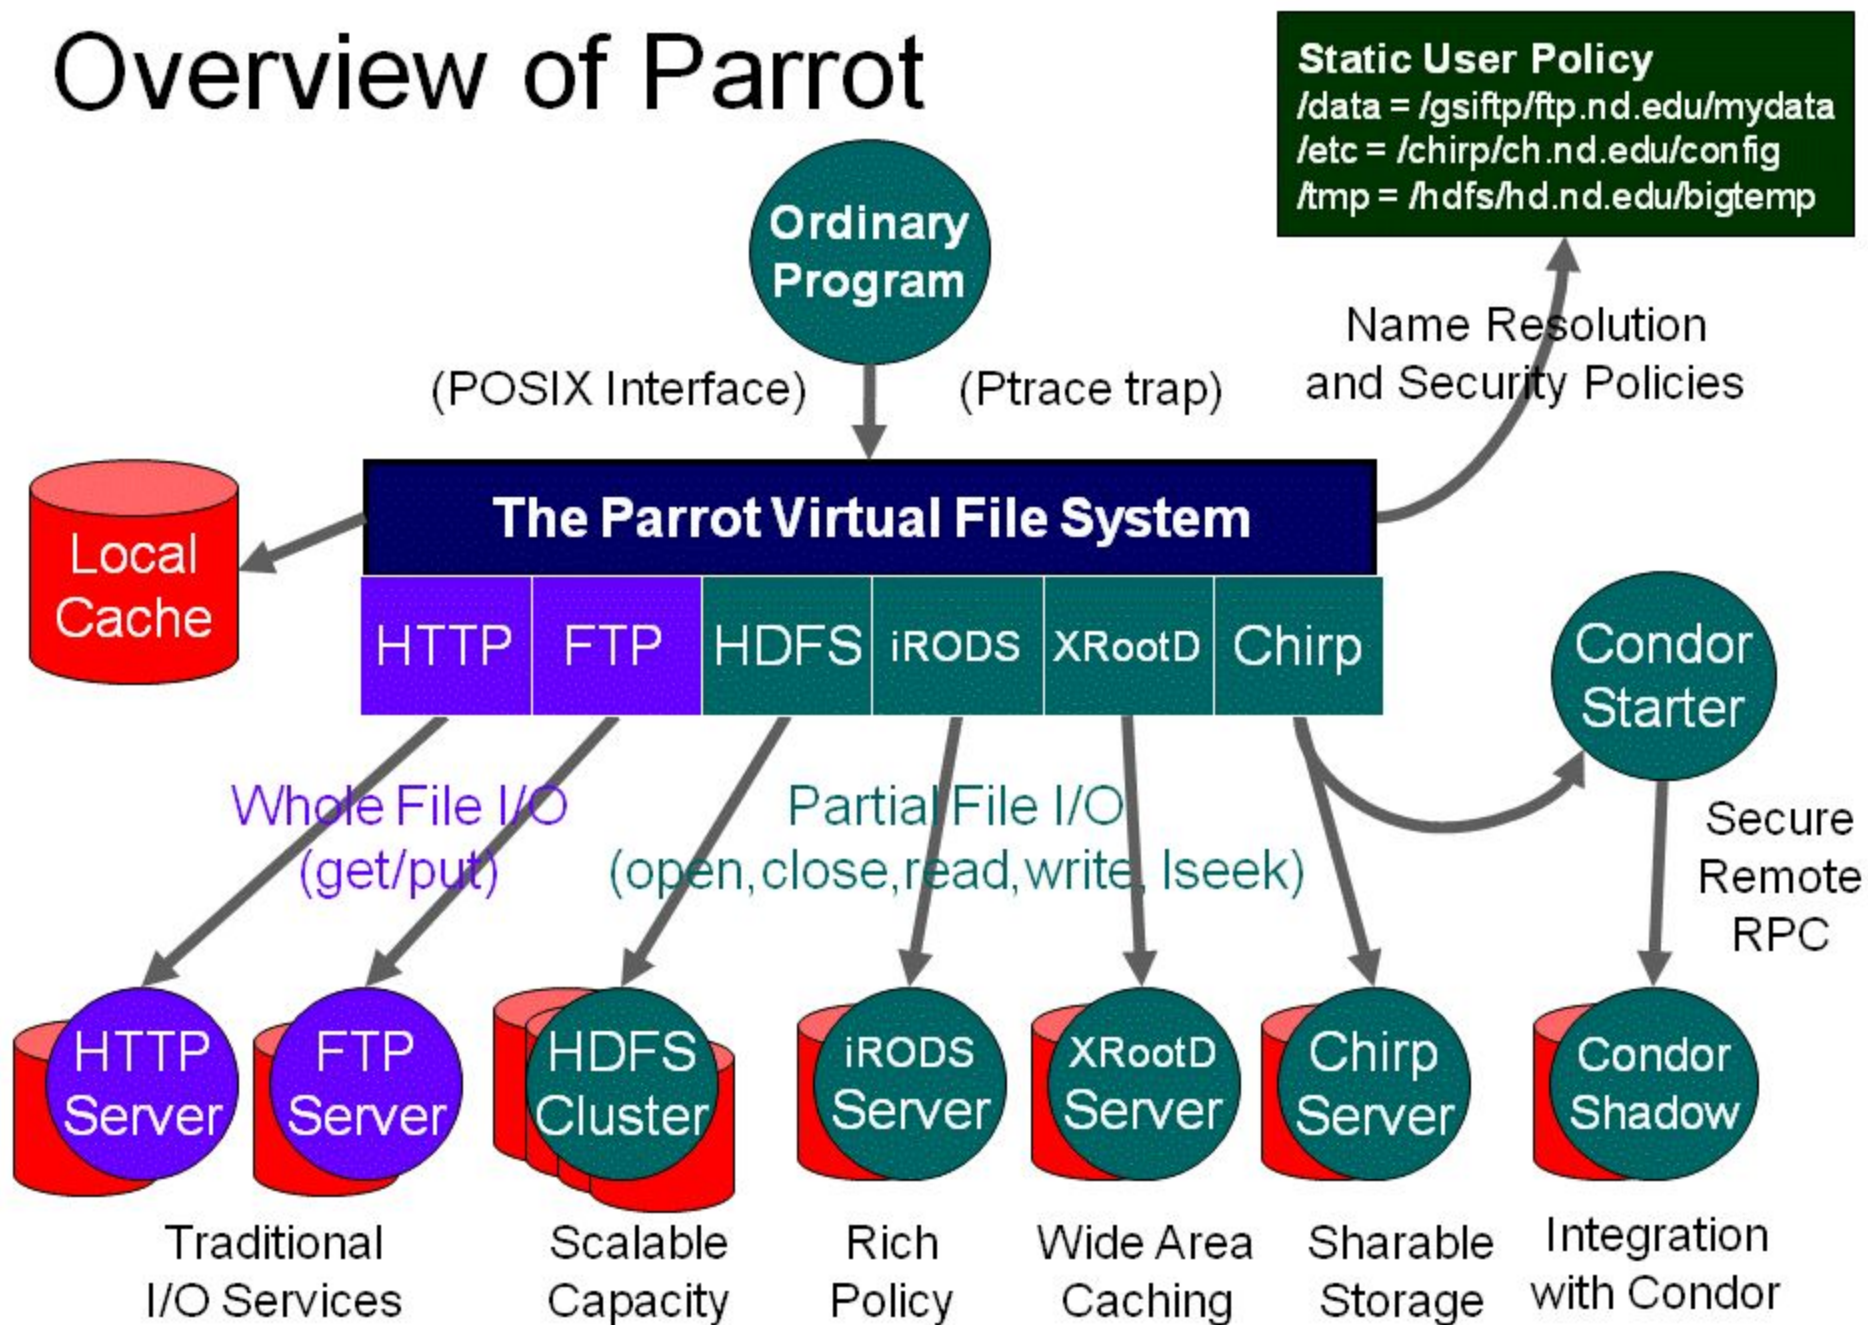 Overview of Parrot
Static User Policy
/data = /gsiftp/ftp.nd.edu/mydata
/etc = /chirp/ch.nd.edu/config
/tmp = /hdfs/hd.nd.edu/bigtemp
Ordinary
Program
Name Resolution
and Security Policies
(POSIX Interface)
(Ptrace trap)
The Parrot Virtual File System
Local
Cache
HTTP
FTP
HDFS
iRODS
XRootD
Chirp
Condor
Starter
Whole File I/O
(get/put)
Partial File I/O
(open,close,read,write, lseek)
Secure
Remote
RPC
HTTP
Server
FTP
Server
HDFS
Cluster
iRODS
Server
XRootD
Server
Chirp
Server
Condor
Shadow
Traditional
I/O Services
Scalable
Capacity
Rich
Policy
Wide Area
Caching
Sharable
Storage
Integration
with Condor